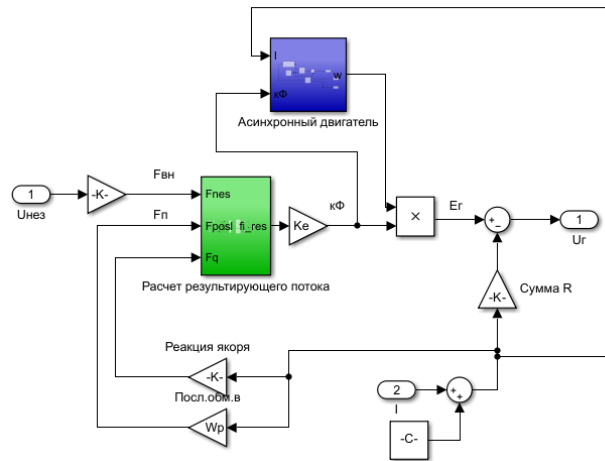 I
w
кФ
Асинхронный двигатель
1
Uнез
-K-
Fвн
Fп
Fnes
Fposl
fi_res
Fq
Ke
кФ
×
Eг
+
−
1
Uг
Расчет результирующего потока
-K-
Сумма R
Реакция якоря
-K-
Посл.обм.в
Wp
2
I
+
+
-C-